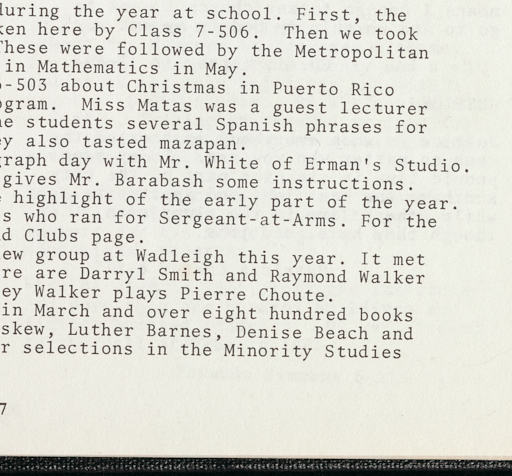 during the year at school. First, the
ken here by Class 7-506. Then we took
These were followed by the Metropolitan
in Mathematics in May.
-503 about Christmas in Puerto Rico
ogram. Miss Matas was a guest lecturer
e students several Spanish phrases for
ey also tasted mazapan.
graph day with Mr. White of Erman's Studio.
gives Mr. Barabash some instructions.
highlight of the early part of the year.
s who ran for Sergeant-at-Arms. For the
d Clubs page.
ew group at Wadleigh this year. It met
re are Darryl Smith and Raymond Walker
ey Walker plays Pierre Choute.
in March and over eight hundred books
skew, Luther Barnes, Denise Beach and
r selections in the Minority Studies
7